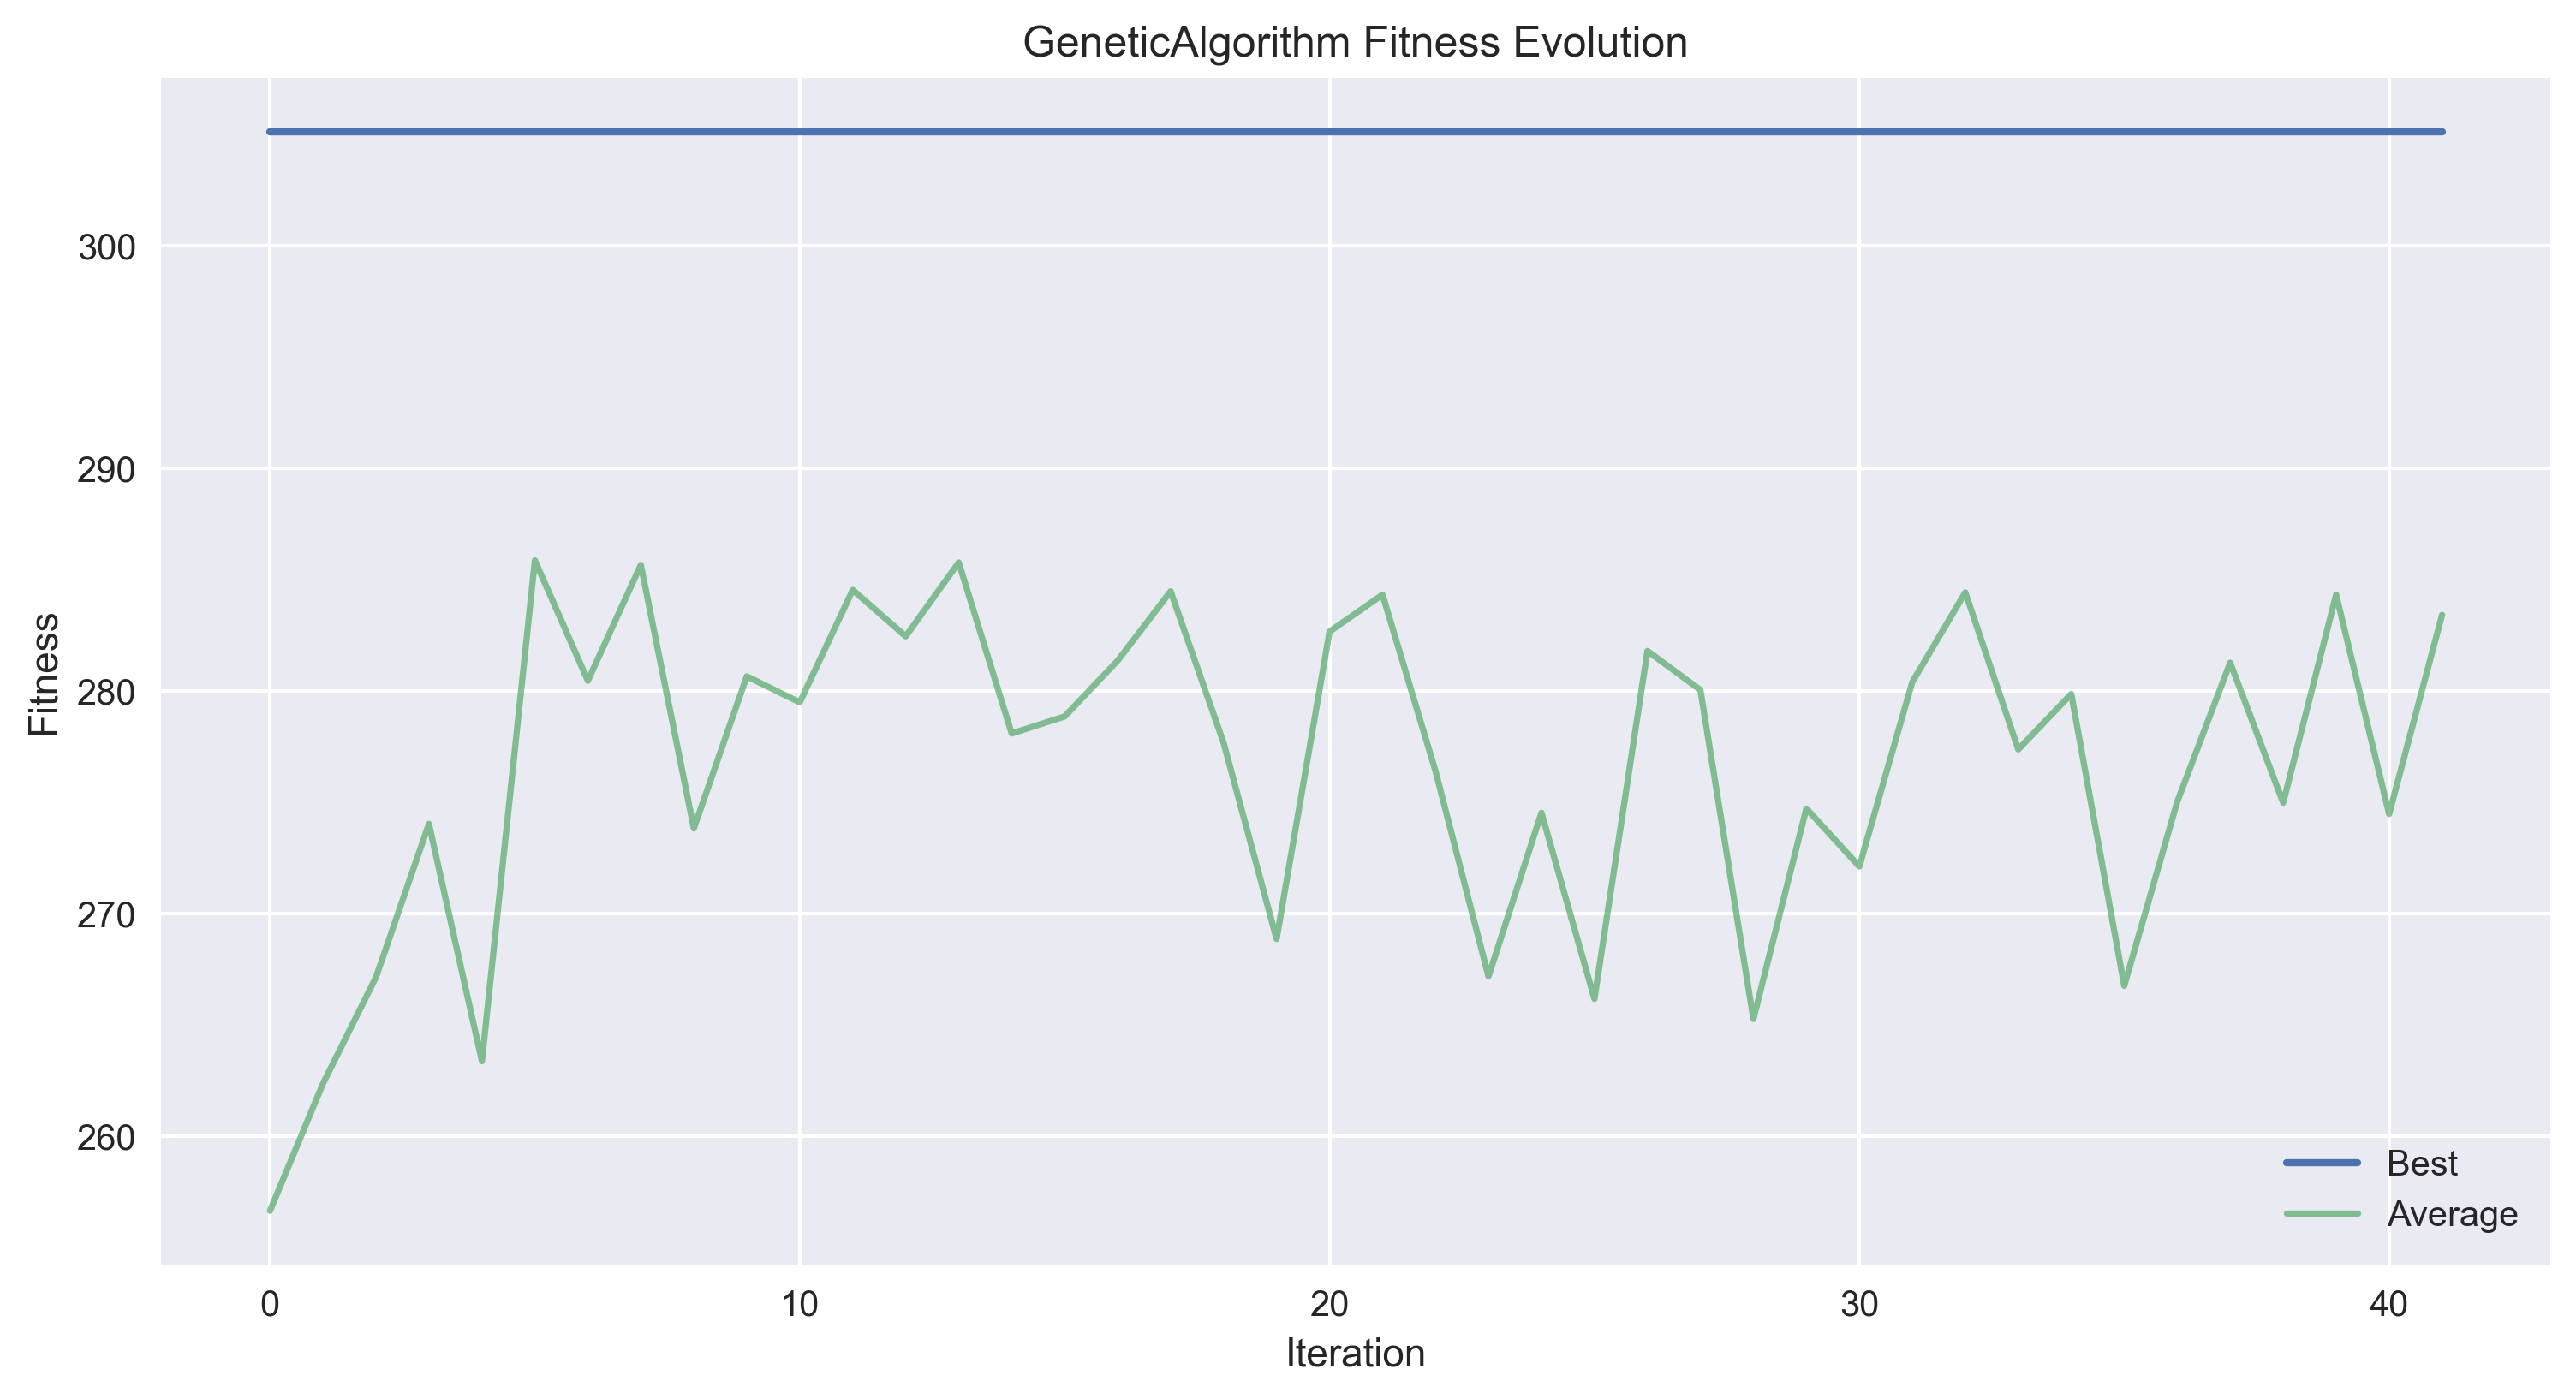 GeneticAlgorithm Fitness Evolution
300
290
280
270
260
Fitness
0 10 20 30 40
Iteration
Best
Average